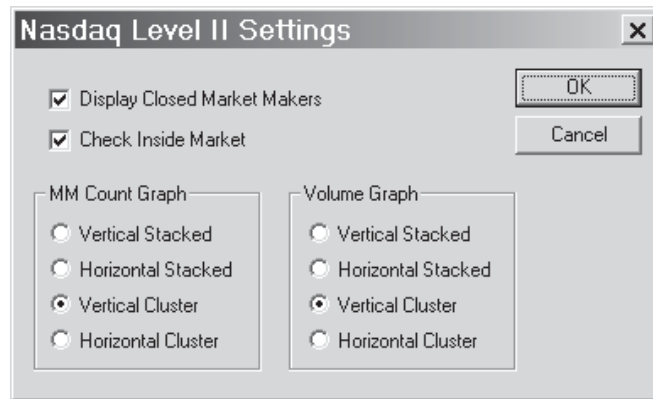 Nasdaq Level II Settings
Display Closed Market Makers
Check Inside Market
OK
Cancel
MM Count Graph
Vertical Stacked
Horizontal Stacked
Vertical Cluster
Horizontal Cluster
Volume Graph
Vertical Stacked
Horizontal Stacked
Vertical Cluster
Horizontal Cluster